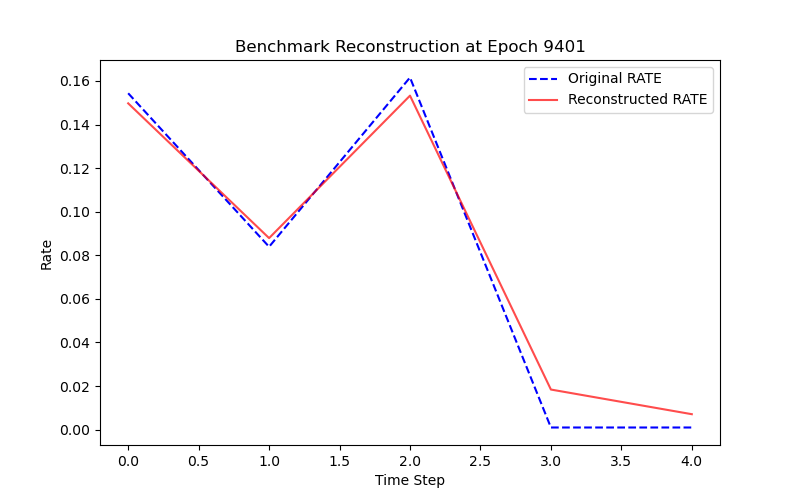 Benchmark Reconstruction at Epoch 9401
Original RATE
Reconstructed RATE
0.16
0.14
0.12
0.10
0.08
0.06
0.04
0.02
0.00
Rate
0.0 0.5 1.0 1.5 2.0 2.5 3.0 3.5 4.0
Time Step